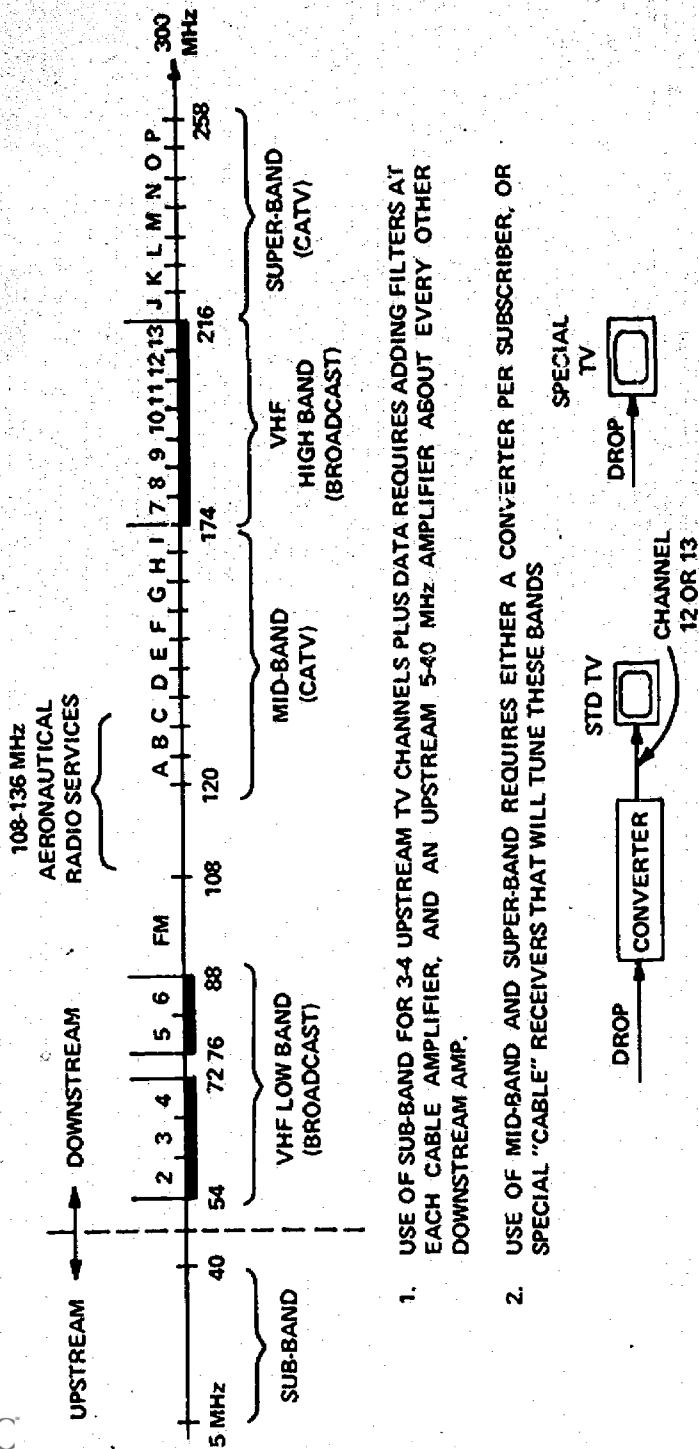 108-136 MHz
AERONAUTICAL
RADIO SERVICES
UPSTREAM
DOWNSTREAM
2 3 4 5 6 FM A B C D E F G H I 7 8 9 10 11 12 13 J K L M N O P
300
MHz
5 MHz 40 54 72 76 88 108 120 174 216 258
SUB-BAND
VHF LOW BAND
(BROADCAST)
MID-BAND
(CATV)
VHF
HIGH BAND
(BROADCAST)
SUPER-BAND
(CATV)
1. USE OF SUB-BAND FOR 3-4 UPSTREAM TV CHANNELS PLUS DATA REQUIRES ADDING FILTERS AT
EACH CABLE AMPLIFIER, AND AN UPSTREAM 5-40 MHz AMPLIFIER ABOUT EVERY OTHER
DOWNSTREAM AMP.
2. USE OF MID-BAND AND SUPER-BAND REQUIRES EITHER A CONVERTER PER SUBSCRIBER, OR
SPECIAL "CABLE" RECEIVERS THAT WILL TUNE THESE BANDS
DROP
CONVERTER
STD TV
CHANNEL
12 OR 13
DROP
SPECIAL
TV